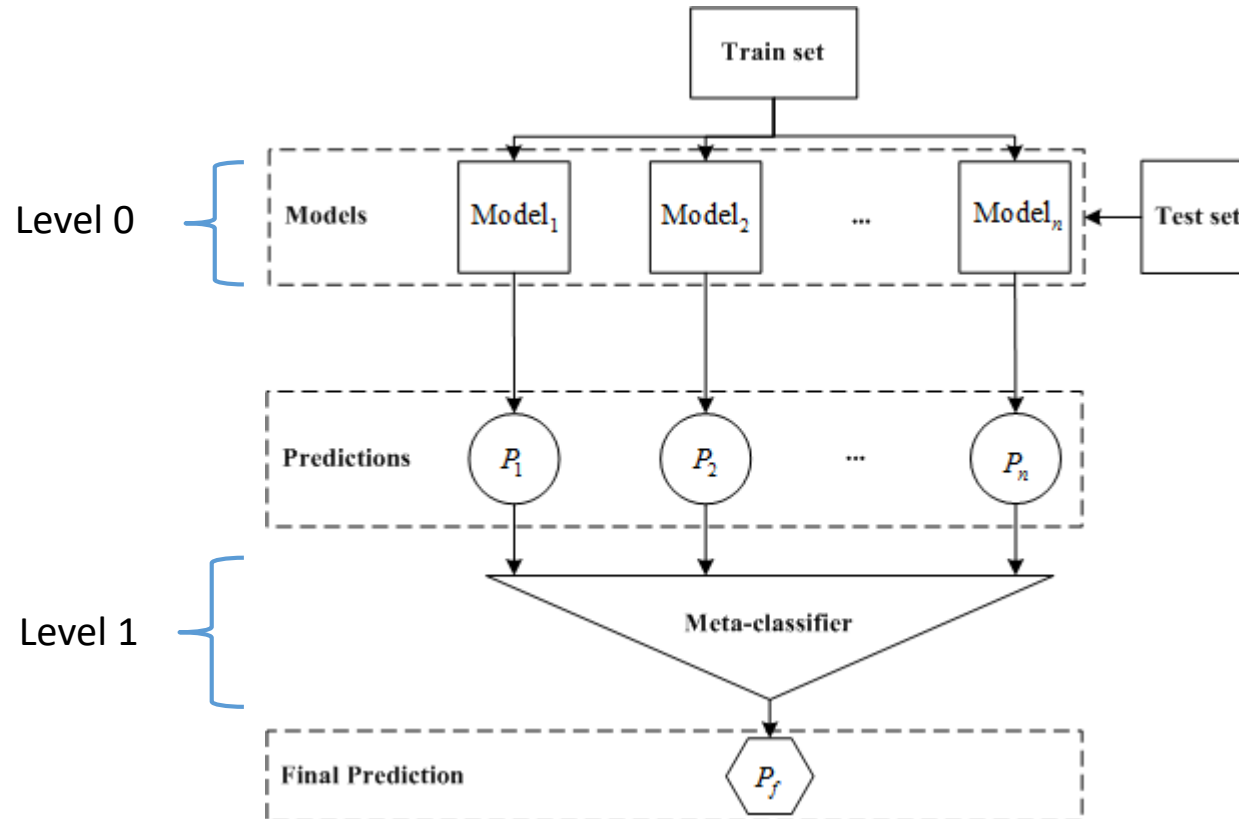 Train set
Level 0
Models
Model₁
Model₂
...
Modelₙ
Test set
Predictions
P₁
P₂
...
Pₙ
Level 1
Meta-classifier
Final Prediction
P_f